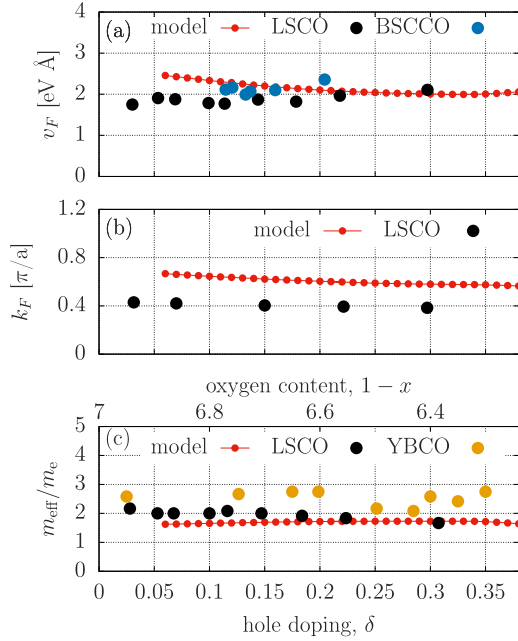 (a) model LSCO BSCCO
4
3
2
1
0
v_F [eV Å]
(b) model LSCO
1.2
0.8
0.4
0
k_F [π/a]
oxygen content, 1 − x
7 6.8 6.6 6.4
(c) model LSCO YBCO
5
4
3
2
1
0
m_eff/m_e
0 0.05 0.1 0.15 0.2 0.25 0.3 0.35
hole doping, δ